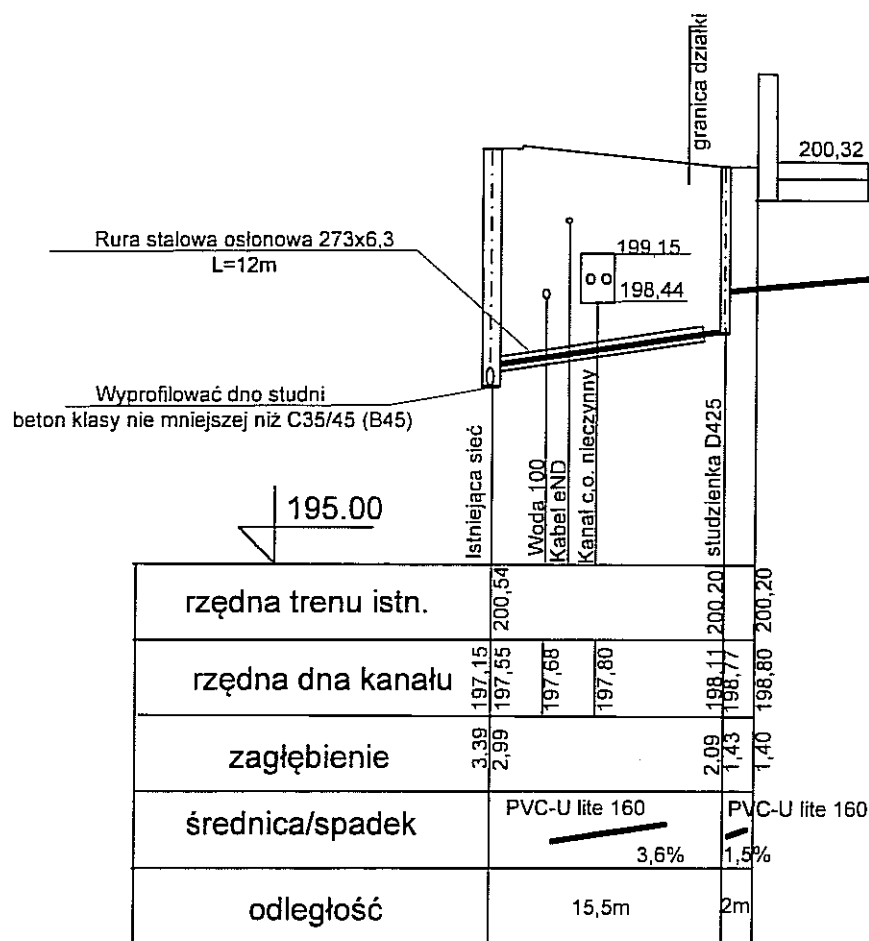 granica działki
200,32
Rura stalowa osłonowa 273x6,3
L=12m
199,15
198,44
Wyprofilować dno studni
beton klasy nie mniejszej niż C35/45 (B45)
Istniejąca sieć
Woda 100
Kabel eND
Kanał c.o. nieczynny
studzienka D425
195.00
rzędna trenu istn.
200,54
200,20
200,20
rzędna dna kanału
197,15
197,55
197,68
197,80
198,11
198,77
198,80
zagłębienie
3,39
2,99
2,09
1,43
1,40
średnica/spadek
PVC-U lite 160
3,6%
PVC-U lite 160
1,5%
odległość
15,5m
2m